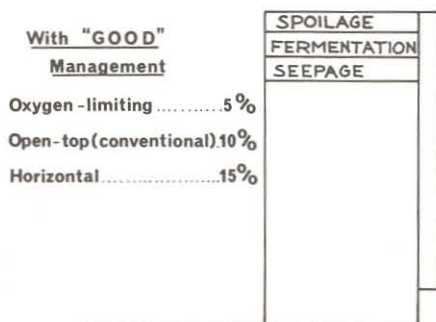 With "GOOD"
Management
Oxygen-limiting ...........5%
Open-top (conventional).10%
Horizontal....................15%
SPOILAGE
FERMENTATION
SEEPAGE